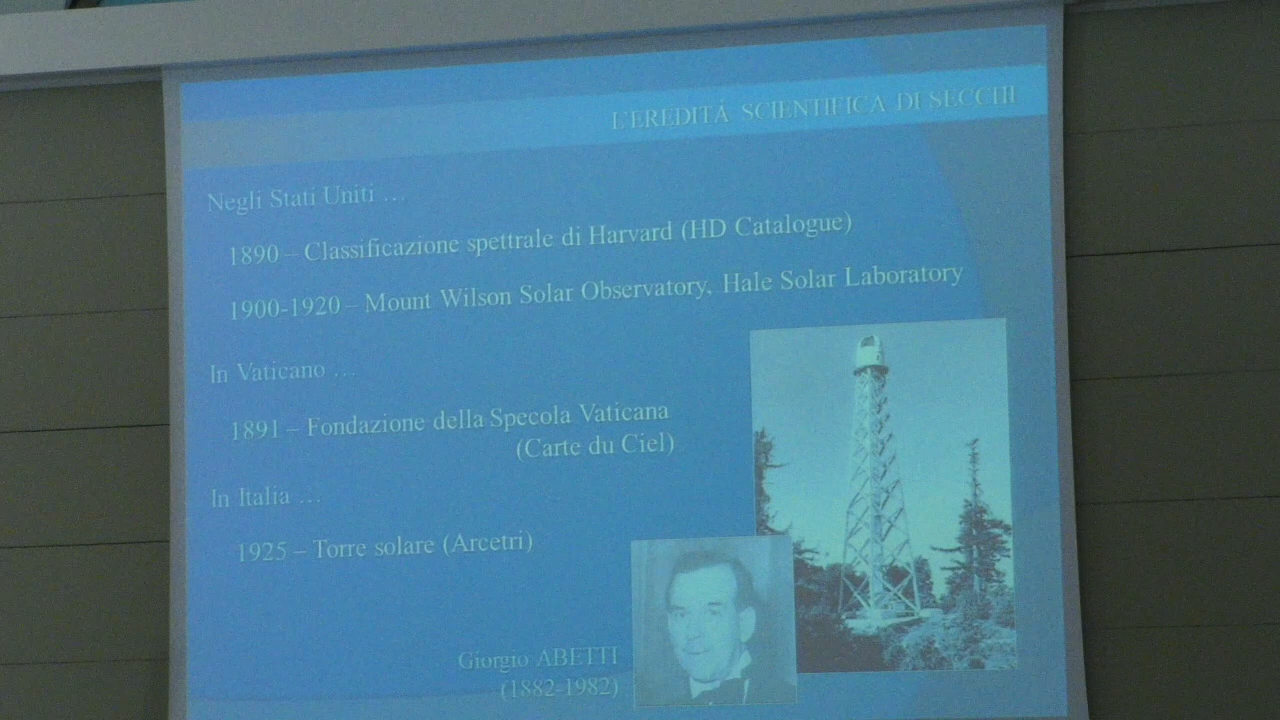 L'EREDITÀ SCIENTIFICA DI SECCHI
Negli Stati Uniti …
1890 – Classificazione spettrale di Harvard (HD Catalogue)
1900-1920 – Mount Wilson Solar Observatory, Hale Solar Laboratory
In Vaticano …
1891 – Fondazione della Specola Vaticana
(Carte du Ciel)
In Italia …
1925 – Torre solare (Arcetri)
Giorgio ABETTI
(1882-1982)